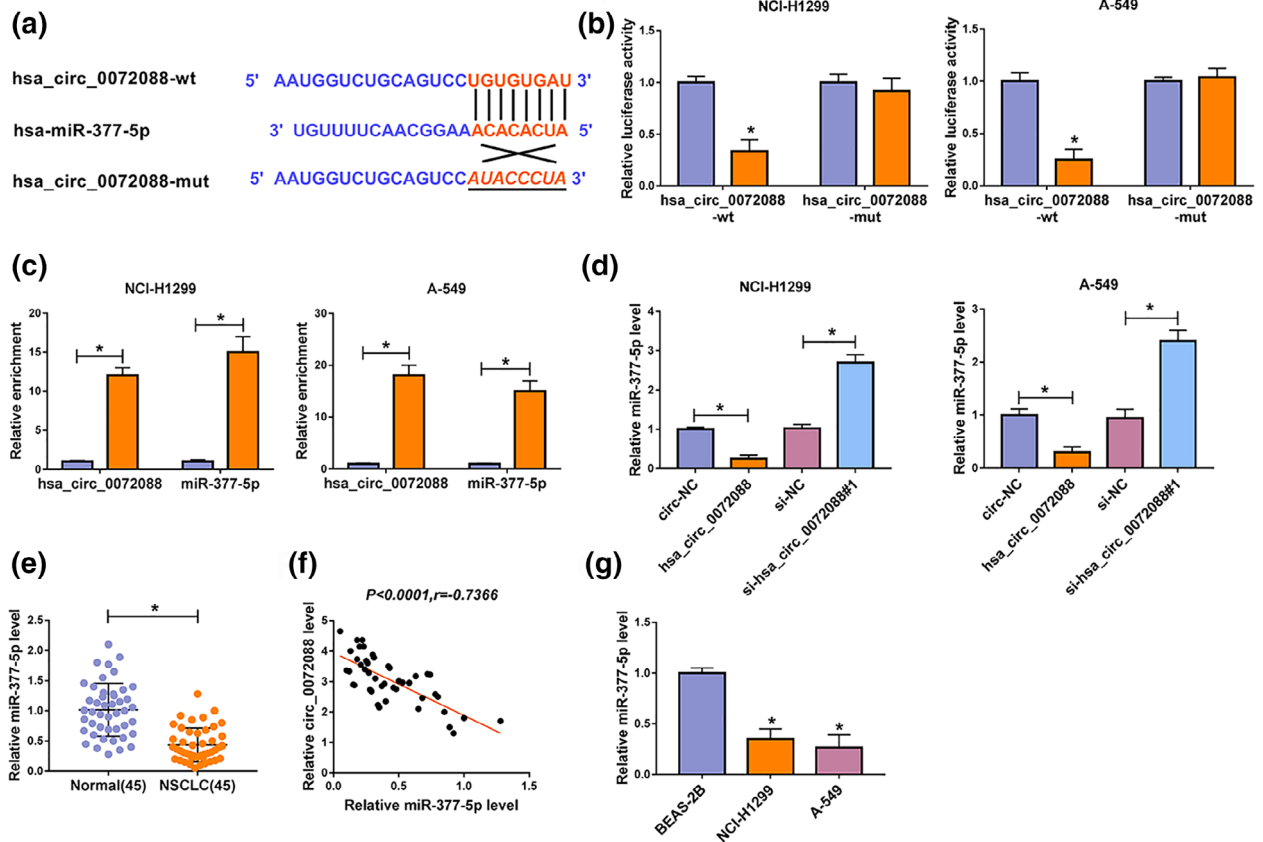 (a)
hsa_circ_0072088-wt 5' AAUGGUCUGCAGUCCUGUGUGAU 3'
hsa-miR-377-5p 3' UGUUUUCAACGGAAACACACUA 5'
hsa_circ_0072088-mut 5' AAUGGUCUGCAGUCCAUACCCUA 3'
(b)
NCI-H1299
Relative luciferase activity
1.5
1.0
0.5
0.0
*
hsa_circ_0072088 hsa_circ_0072088
-wt -mut
A-549
Relative luciferase activity
1.5
1.0
0.5
0.0
*
hsa_circ_0072088 hsa_circ_0072088
-wt -mut
(c)
NCI-H1299
Relative enrichment
20
15
10
5
0
*
*
hsa_circ_0072088 miR-377-5p
A-549
Relative enrichment
30
20
10
0
*
*
hsa_circ_0072088 miR-377-5p
(d)
NCI-H1299
Relative miR-377-5p level
4
3
2
1
0
*
*
circ-NC
hsa_circ_0072088
si-NC
si-hsa_circ_0072088#1
A-549
Relative miR-377-5p level
3
2
1
0
*
*
circ-NC
hsa_circ_0072088
si-NC
si-hsa_circ_0072088#1
(e)
Relative miR-377-5p level
2.5
2.0
1.5
1.0
0.5
0.0
*
Normal(45) NSCLC(45)
(f)
P<0.0001,r=-0.7366
Relative circ_0072088 level
5
4
3
2
1
0
0.0 0.5 1.0 1.5
Relative miR-377-5p level
(g)
Relative miR-377-5p level
1.5
1.0
0.5
0.0
*
*
BEAS-2B
NCI-H1299
A-549